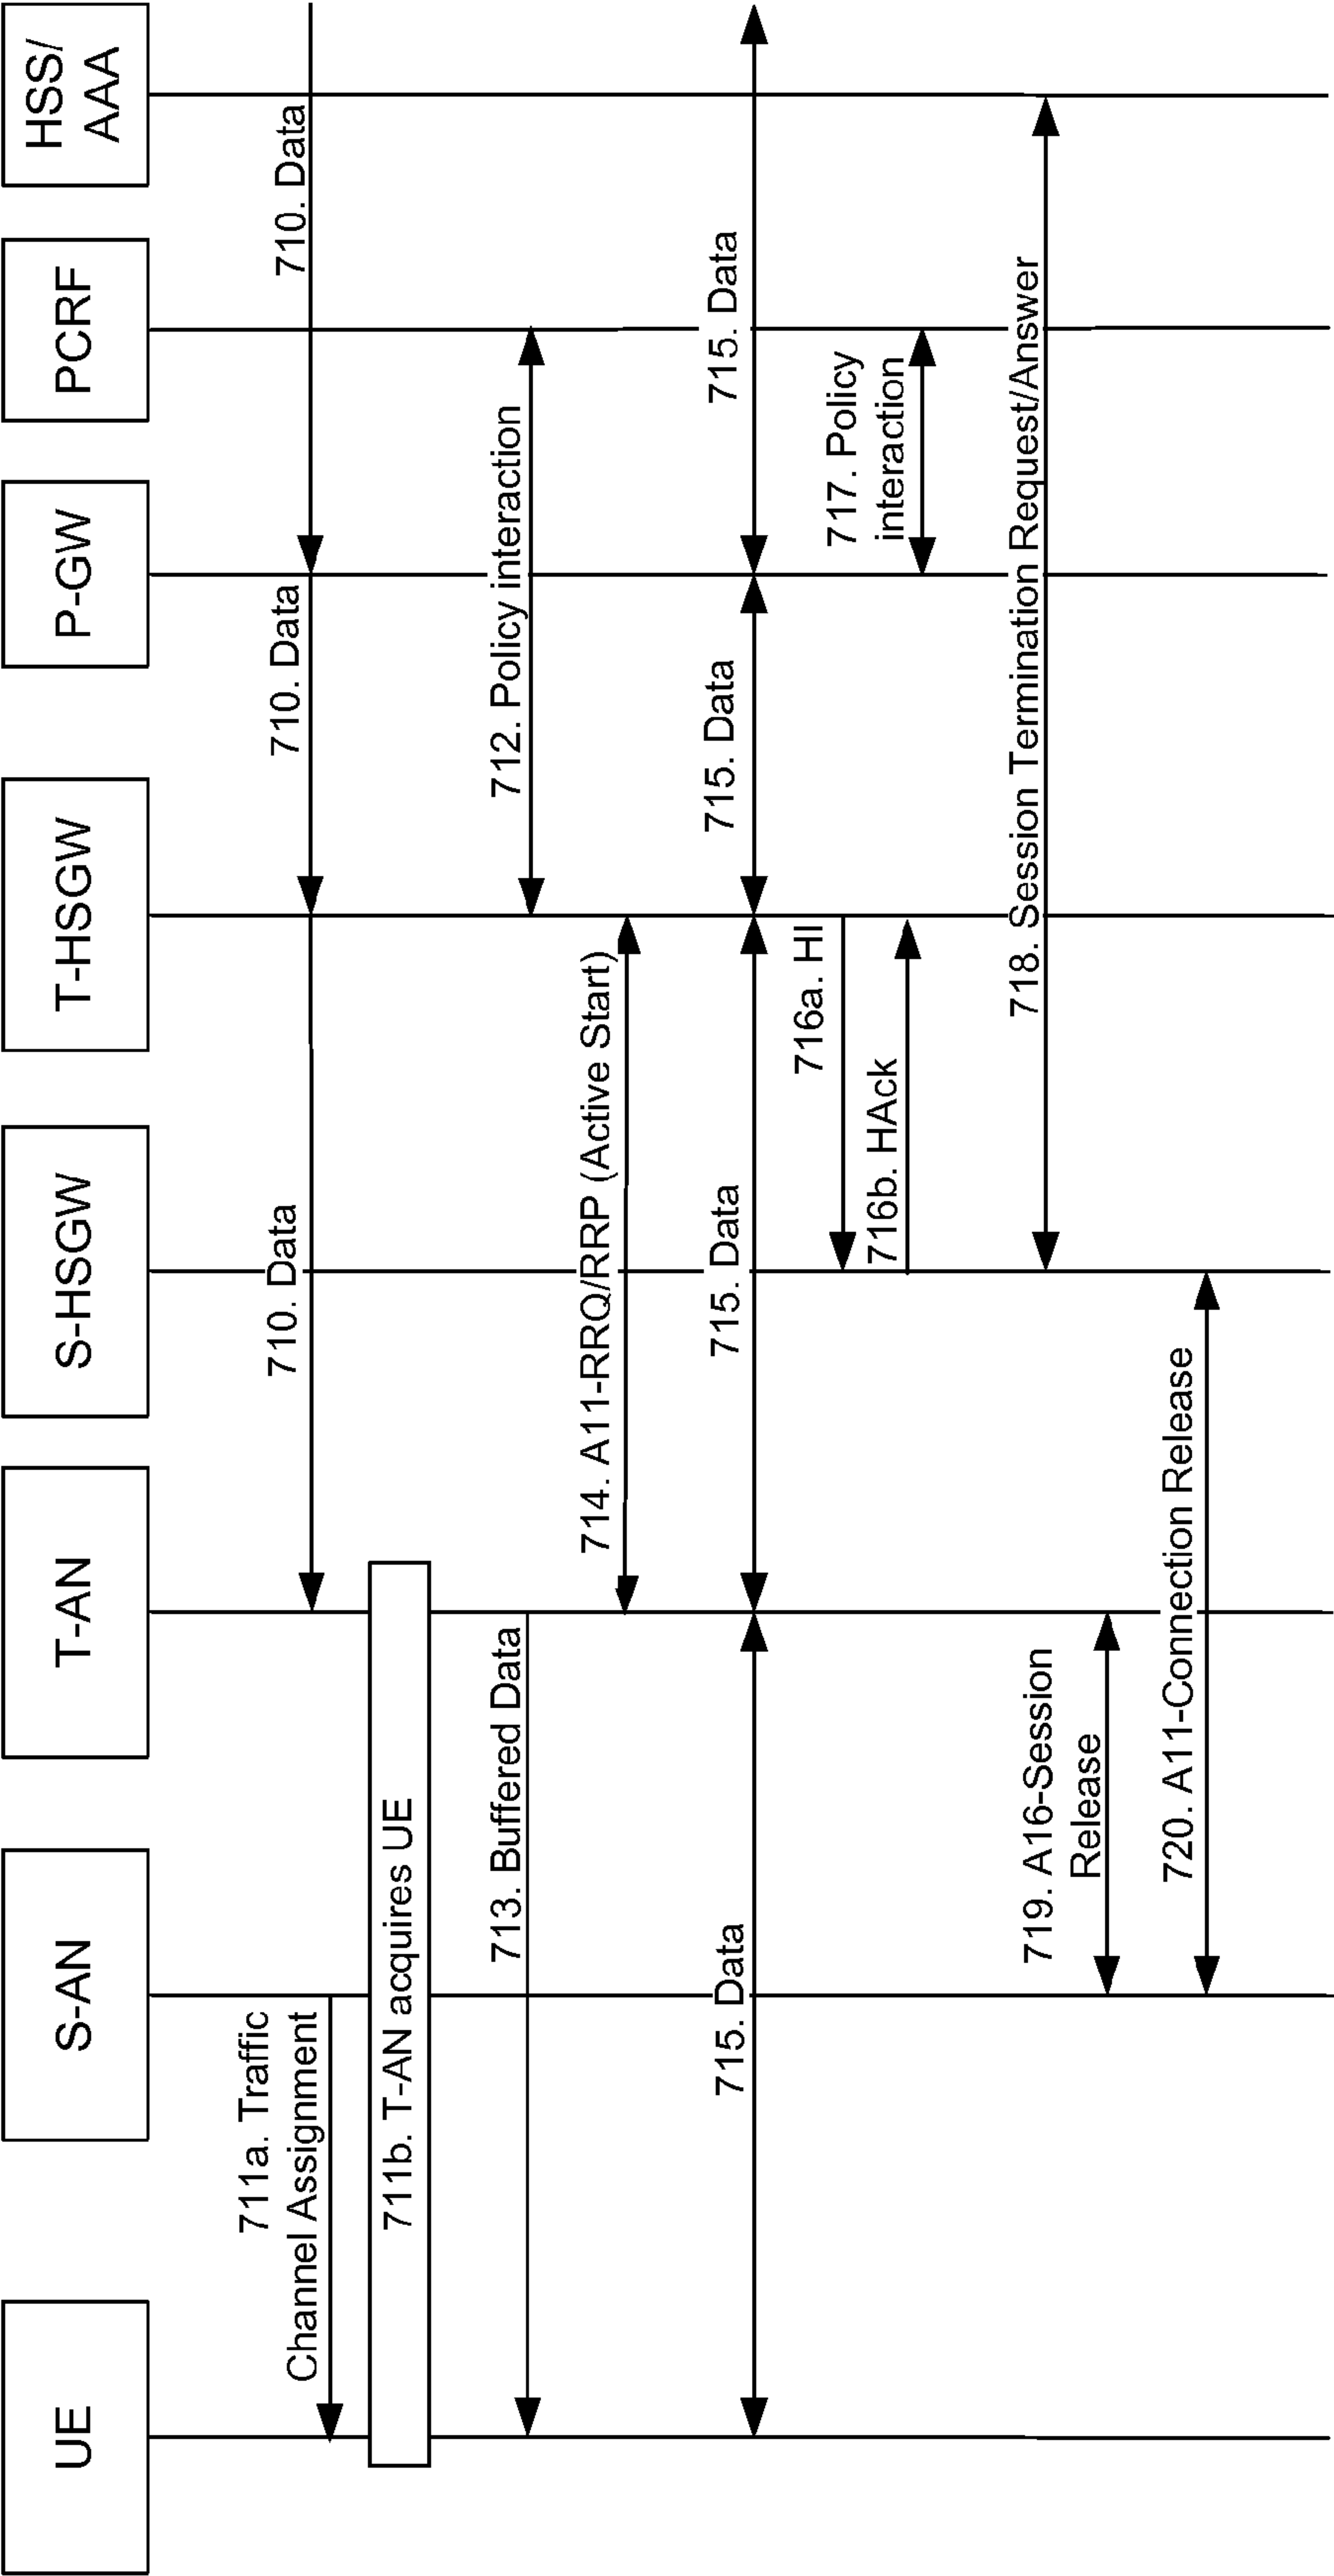 UE
S-AN
T-AN
S-HSGW
T-HSGW
P-GW
PCRF
HSS/
AAA
710. Data
710. Data
710. Data
711a. Traffic
Channel Assignment
711b. T-AN acquires UE
712. Policy interaction
713. Buffered Data
714. A11-RRQ/RRP (Active Start)
715. Data
715. Data
715. Data
715. Data
716a. HI
716b. HAck
717. Policy
interaction
718. Session Termination Request/Answer
719. A16-Session
Release
720. A11-Connection Release